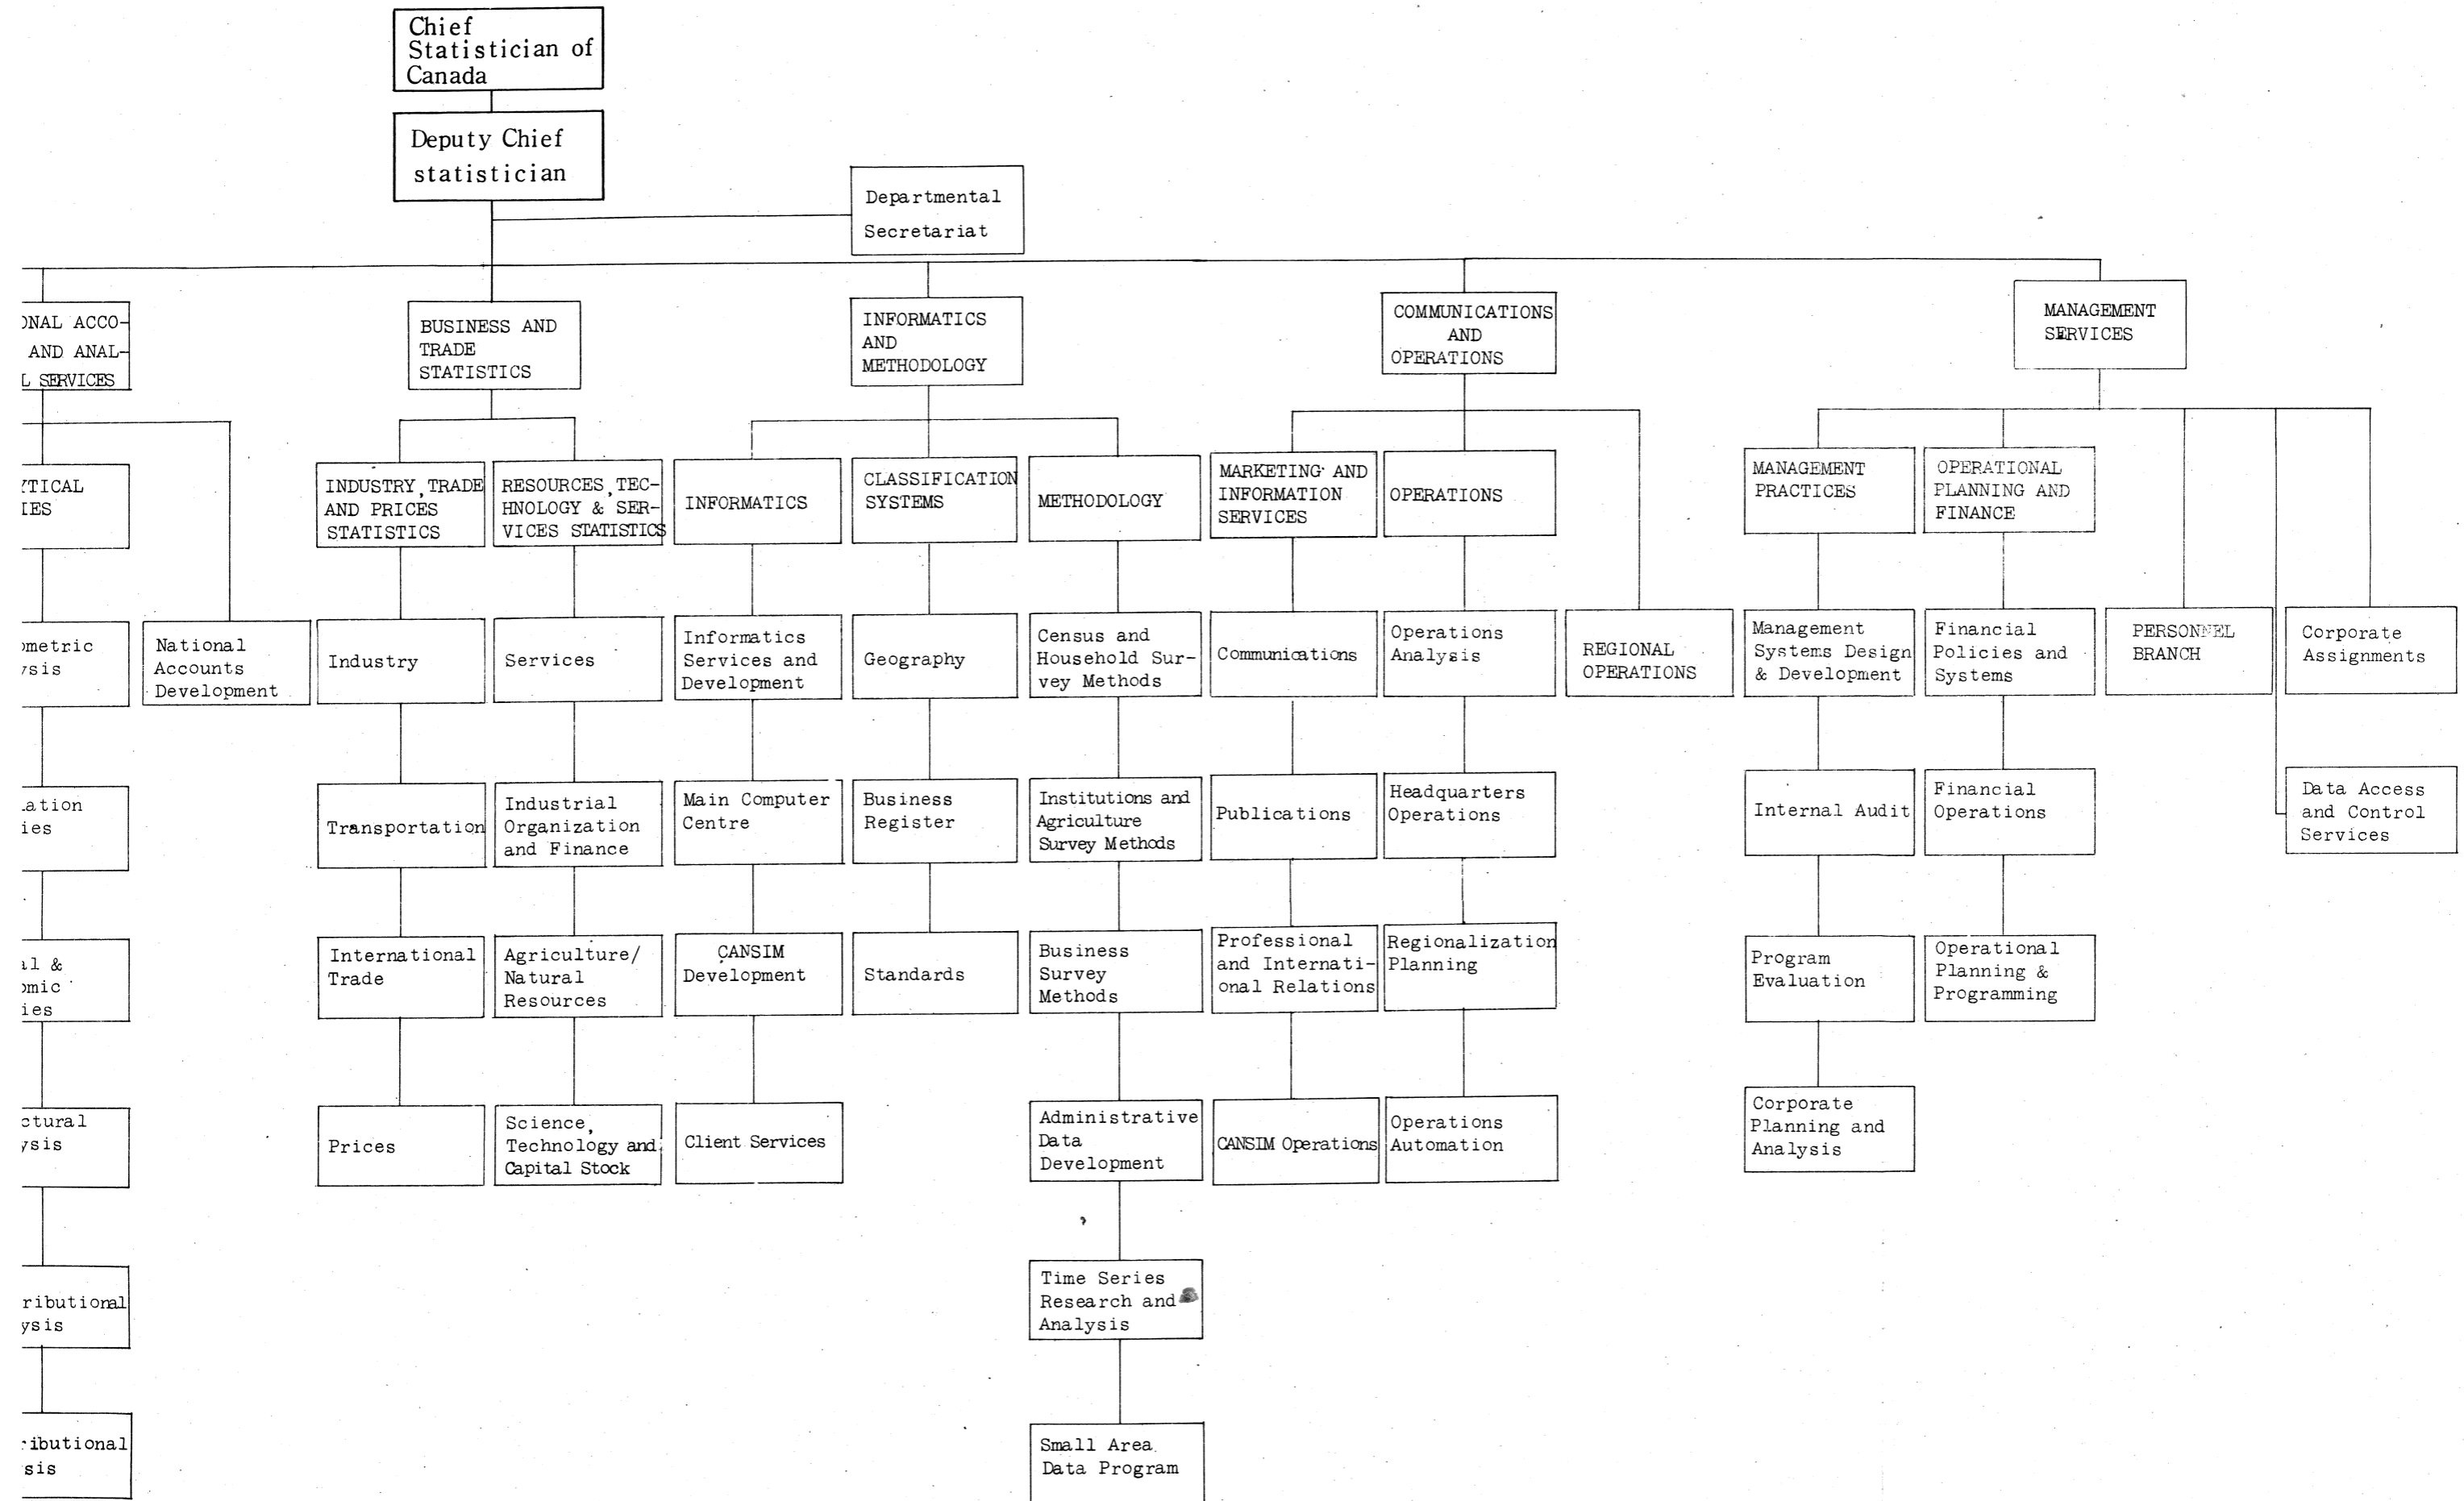 Chief
Statistician of
Canada
Deputy Chief
statistician
Departmental
Secretariat
ACCO-
AND ANAL-
SERVICES
BUSINESS AND
TRADE
STATISTICS
INFORMATICS
AND
METHODOLOGY
COMMUNICATIONS
AND
OPERATIONS
MANAGEMENT
SERVICES
INDUSTRY, TRADE
AND PRICES
STATISTICS
RESOURCES, TEC-
HNOLOGY & SER-
VICES STATISTICS
INFORMATICS
CLASSIFICATION
SYSTEMS
METHODOLOGY
MARKETING AND
INFORMATION
SERVICES
OPERATIONS
MANAGEMENT
PRACTICES
OPERATIONAL
PLANNING AND
FINANCE
National
Accounts
Development
Industry
Services
Informatics
Services and
Development
Geography
Census and
Household Sur-
vey Methods
Communications
Operations
Analysis
REGIONAL
OPERATIONS
Management
Systems Design
& Development
Financial
Policies and
Systems
PERSONNEL
BRANCH
Corporate
Assignments
Transportation
Industrial
Organization
and Finance
Main Computer
Centre
Business
Register
Institutions and
Agriculture
Survey Methods
Publications
Headquarters
Operations
Internal Audit
Financial
Operations
Data Access
and Control
Services
&
International
Trade
Agriculture/
Natural
Resources
CANSIM
Development
Standards
Business
Survey
Methods
Professional
and Internati-
onal Relations
Regionalization
Planning
Program
Evaluation
Operational
Planning &
Programming
Prices
Science,
Technology and
Capital Stock
Client Services
Administrative
Data
Development
CANSIM Operations
Operations
Automation
Corporate
Planning and
Analysis
Time Series
Research and
Analysis
Small Area
Data Program